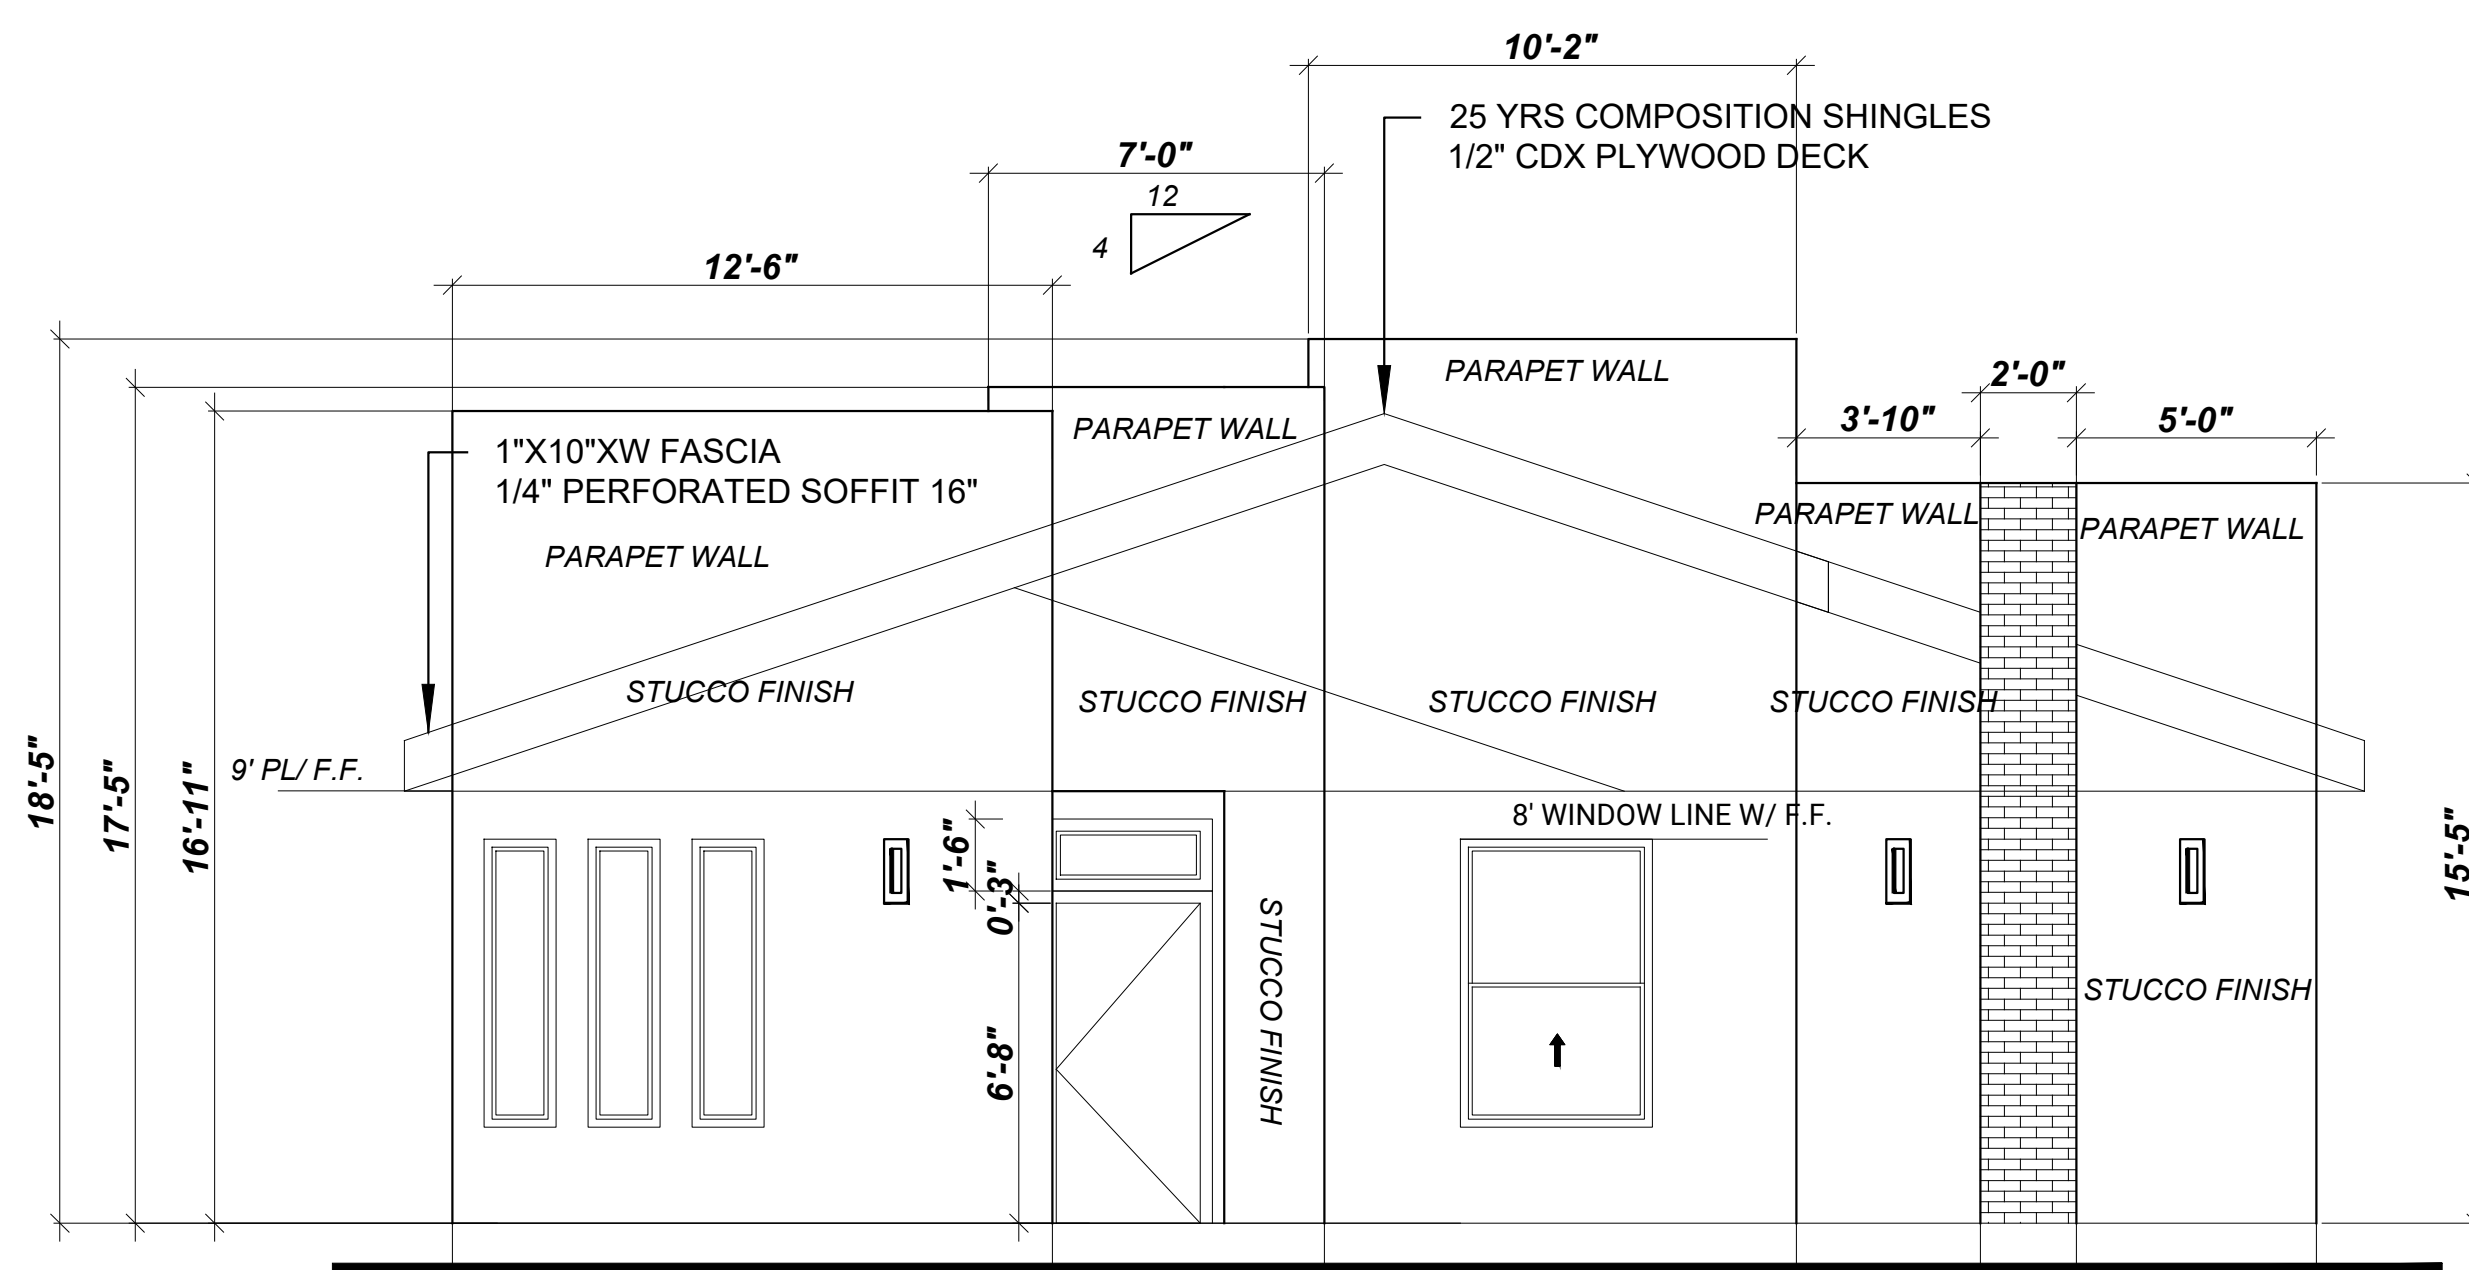 10'-2"
25 YRS COMPOSITION SHINGLES
1/2" CDX PLYWOOD DECK
7'-0"
12
4
12'-6"
PARAPET WALL
2'-0"
3'-10"
5'-0"
PARAPET WALL
1"X10"XW FASCIA
1/4" PERFORATED SOFFIT 16"
PARAPET WALL
PARAPET WALL
PARAPET WALL
STUCCO FINISH
STUCCO FINISH
STUCCO FINISH
STUCCO FINISH
18'-5"
17'-5"
16'-11"
9' PL/ F.F.
8' WINDOW LINE W/ F.F.
1'-6"
0'-3"
6'-8"
STUCCO FINISH
STUCCO FINISH
15'-5"